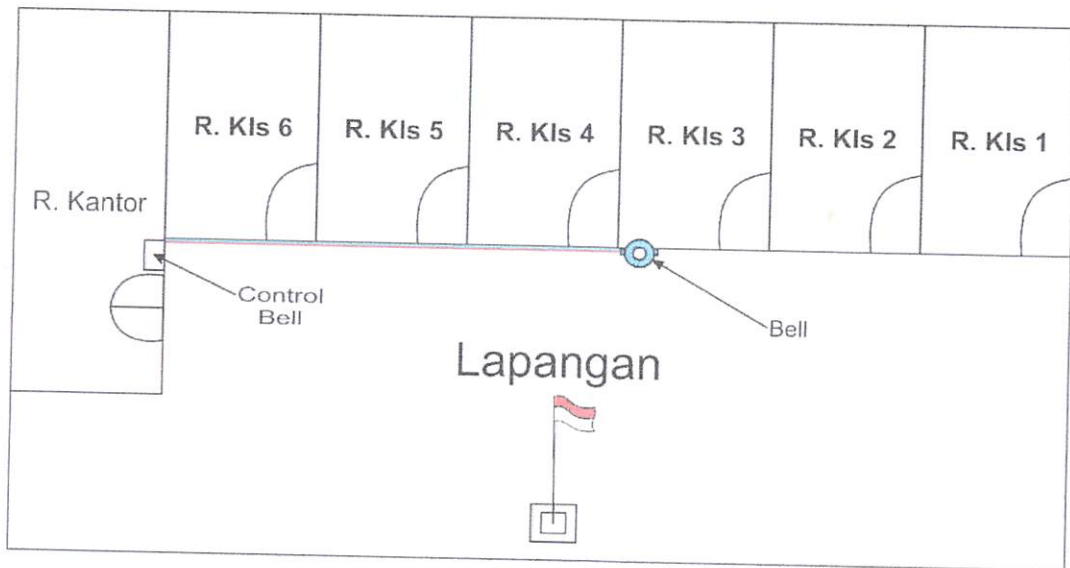 R. Kls 6
R. Kls 5
R. Kls 4
R. Kls 3
R. Kls 2
R. Kls 1
R. Kantor
Control
Bell
Bell
Lapangan